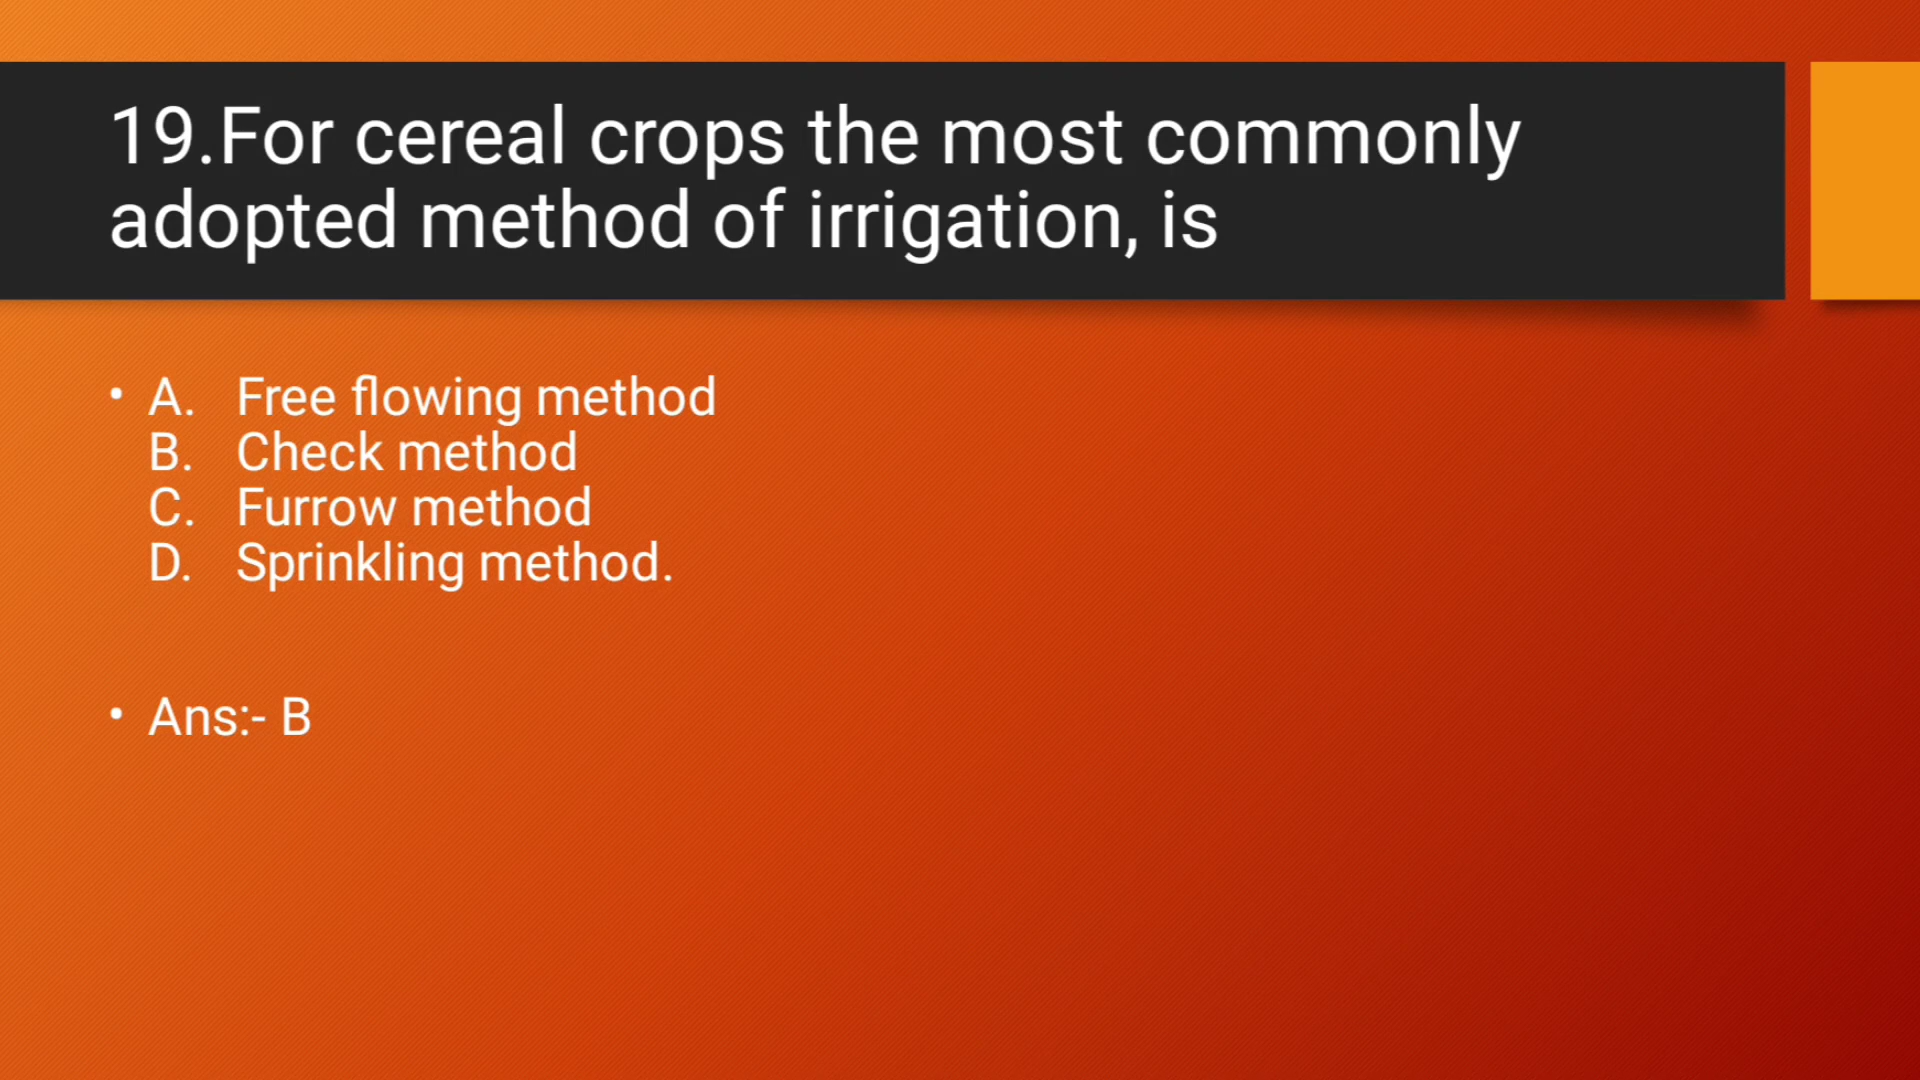 19.For cereal crops the most commonly
adopted method of irrigation, is
• A. Free flowing method
B. Check method
C. Furrow method
D. Sprinkling method.
• Ans:- B